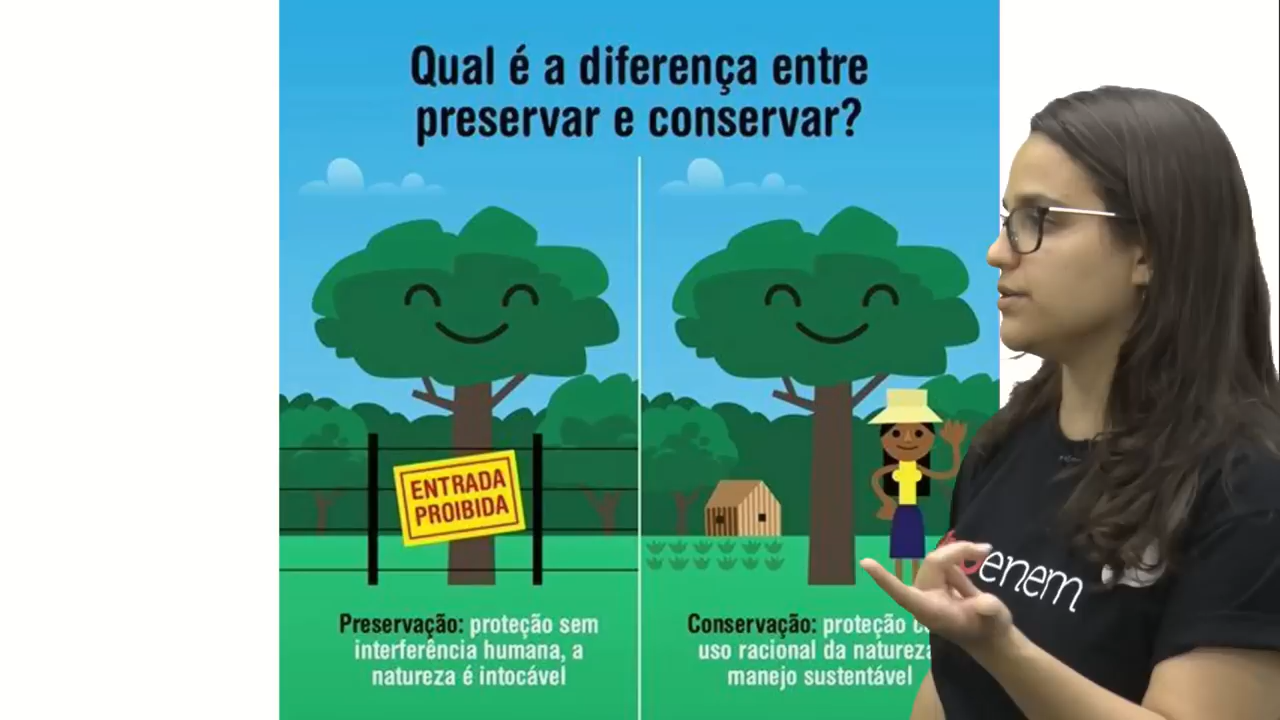 Qual é a diferença entre
preservar e conservar?
ENTRADA
PROIBIDA
Preservação: proteção sem
interferência humana, a
natureza é intocável
Conservação: proteção
uso racional da natureza
manejo sustentável
enem